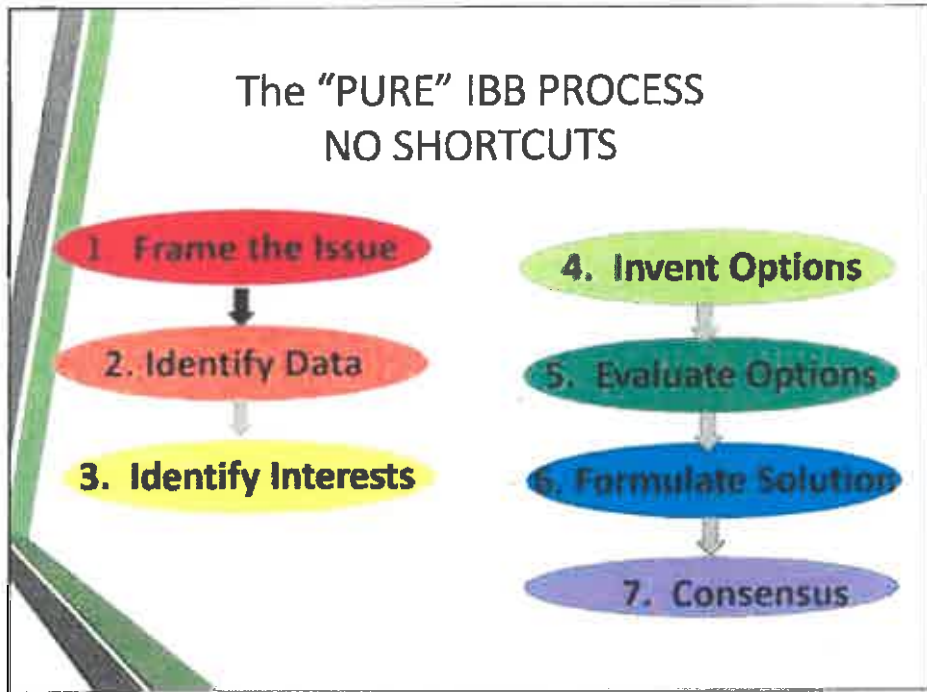 The "PURE" IBB PROCESS
NO SHORTCUTS
1 Frame the Issue
2. Identify Data
3. Identify Interests
4. Invent Options
5. Evaluate Options
6. Formulate Solution
7. Consensus